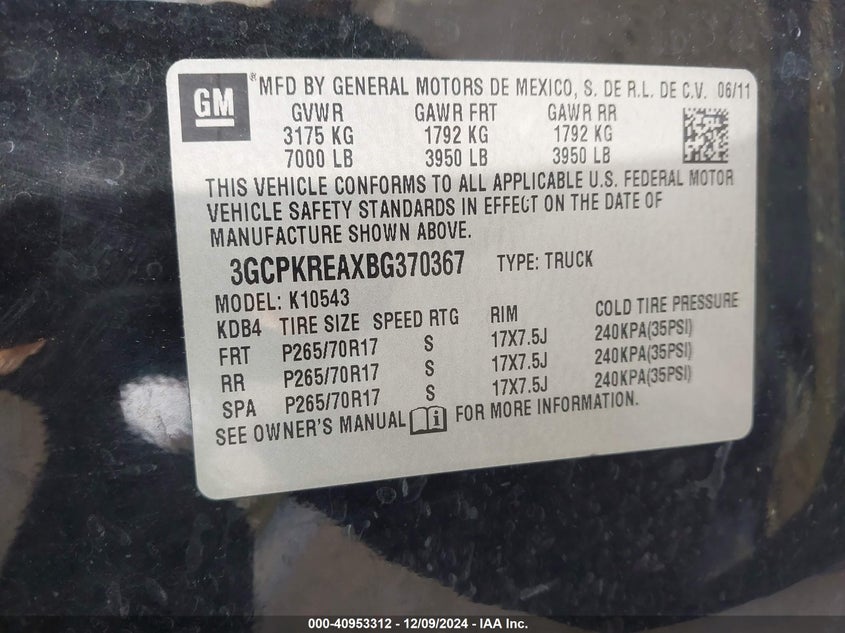 GM ® MFD BY GENERAL MOTORS DE MEXICO, S. DE R.L. DE C.V. 06/11
GVWR GAWR FRT GAWR RR
3175 KG 1792 KG 1792 KG
7000 LB 3950 LB 3950 LB
THIS VEHICLE CONFORMS TO ALL APPLICABLE U.S. FEDERAL MOTOR
VEHICLE SAFETY STANDARDS IN EFFECT ON THE DATE OF
MANUFACTURE SHOWN ABOVE.
3GCPKREAXBG370367 TYPE: TRUCK
MODEL: K10543
KDB4 TIRE SIZE SPEED RTG RIM COLD TIRE PRESSURE
FRT P265/70R17 S 17X7.5J 240KPA(35PSI)
RR P265/70R17 S 17X7.5J 240KPA(35PSI)
SPA P265/70R17 S 17X7.5J 240KPA(35PSI)
SEE OWNER'S MANUAL i FOR MORE INFORMATION.
000-40953312 - 12/09/2024 - IAA Inc.